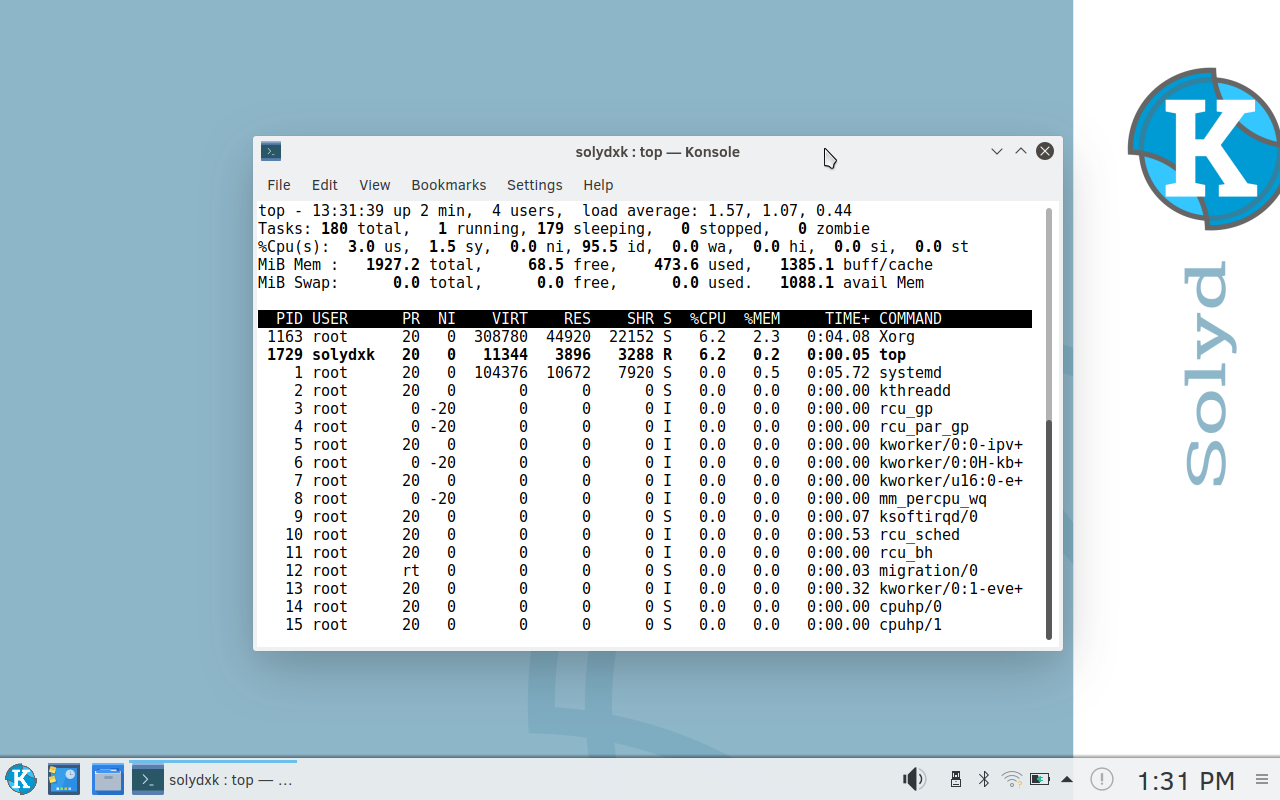 solydxk : top — Konsole
File Edit View Bookmarks Settings Help
top - 13:31:39 up 2 min,  4 users,  load average: 1.57, 1.07, 0.44
Tasks: 180 total,   1 running, 179 sleeping,   0 stopped,   0 zombie
%Cpu(s):  3.0 us,  1.5 sy,  0.0 ni, 95.5 id,  0.0 wa,  0.0 hi,  0.0 si,  0.0 st
MiB Mem :   1927.2 total,     68.5 free,    473.6 used,   1385.1 buff/cache
MiB Swap:      0.0 total,      0.0 free,      0.0 used.   1088.1 avail Mem
PID USER      PR  NI    VIRT    RES    SHR S  %CPU  %MEM     TIME+ COMMAND
1163 root      20   0  308780  44920  22152 S   6.2   2.3   0:04.08 Xorg
1729 solydxk   20   0   11344   3896   3288 R   6.2   0.2   0:00.05 top
1 root      20   0  104376  10672   7920 S   0.0   0.5   0:05.72 systemd
2 root      20   0       0      0      0 S   0.0   0.0   0:00.00 kthreadd
3 root       0 -20       0      0      0 I   0.0   0.0   0:00.00 rcu_gp
4 root       0 -20       0      0      0 I   0.0   0.0   0:00.00 rcu_par_gp
5 root      20   0       0      0      0 I   0.0   0.0   0:00.00 kworker/0:0-ipv+
6 root       0 -20       0      0      0 I   0.0   0.0   0:00.00 kworker/0:0H-kb+
7 root      20   0       0      0      0 I   0.0   0.0   0:00.00 kworker/u16:0-e+
8 root       0 -20       0      0      0 I   0.0   0.0   0:00.00 mm_percpu_wq
9 root      20   0       0      0      0 S   0.0   0.0   0:00.07 ksoftirqd/0
10 root      20   0       0      0      0 I   0.0   0.0   0:00.53 rcu_sched
11 root      20   0       0      0      0 I   0.0   0.0   0:00.00 rcu_bh
12 root      rt   0       0      0      0 S   0.0   0.0   0:00.03 migration/0
13 root      20   0       0      0      0 I   0.0   0.0   0:00.32 kworker/0:1-eve+
14 root      20   0       0      0      0 S   0.0   0.0   0:00.00 cpuhp/0
15 root      20   0       0      0      0 S   0.0   0.0   0:00.00 cpuhp/1
K
Solyd
K
solydxk : top — ...
1:31 PM